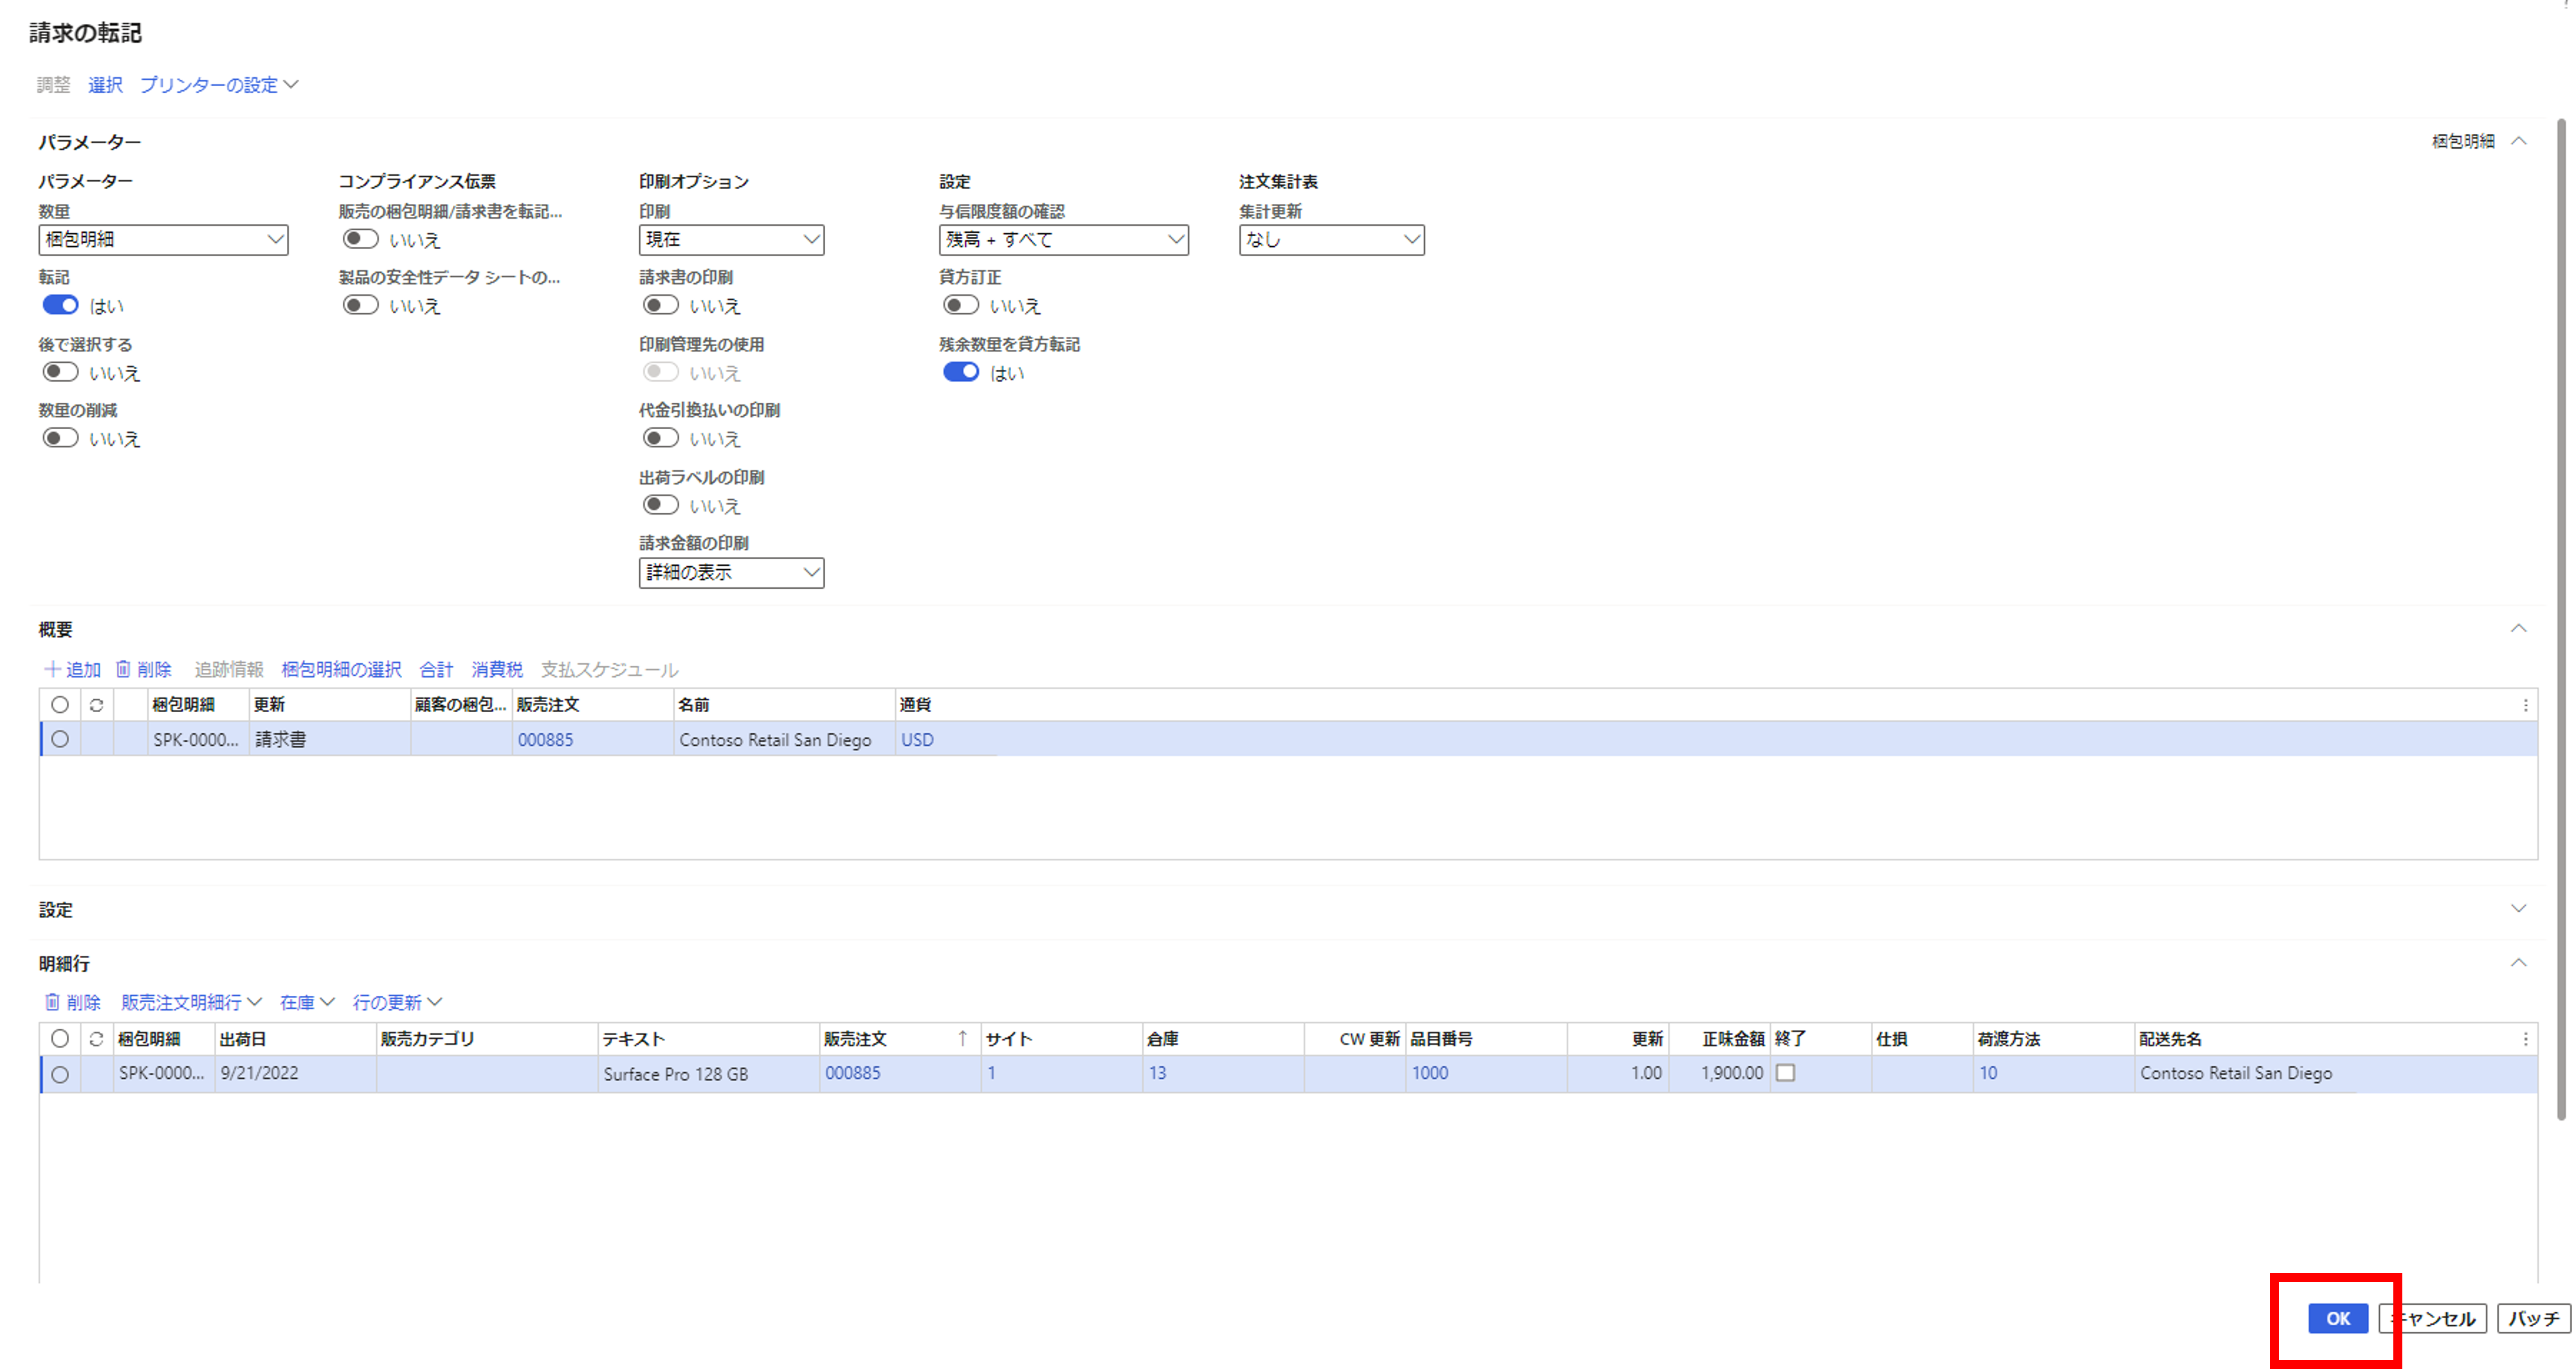 請求の転記
調整 選択 プリンターの設定
パラメーター 梱包明細
パラメーター コンプライアンス伝票 印刷オプション 設定 注文集計表
数量 販売の梱包明細/請求書を転記... 印刷 与信限度額の確認 集計更新
梱包明細 いいえ 現在 残高 + すべて なし
転記 製品の安全性データ シートの... 請求書の印刷 貸方訂正
はい いいえ いいえ いいえ
後で選択する 印刷管理先の使用 残余数量を貸方転記
いいえ いいえ はい
数量の削減 代金引換払いの印刷
いいえ いいえ
出荷ラベルの印刷
いいえ
請求金額の印刷
詳細の表示
概要
追加 削除 追跡情報 梱包明細の選択 合計 消費税 支払スケジュール
梱包明細 更新 顧客の梱包... 販売注文 名前 通貨
SPK-0000... 請求書 000885 Contoso Retail San Diego USD
設定
明細行
削除 販売注文明細行 在庫 行の更新
梱包明細 出荷日 販売カテゴリ テキスト 販売注文 サイト 倉庫 CW 更新 品目番号 更新 正味金額 終了 仕損 荷渡方法 配送先名
SPK-0000... 9/21/2022 Surface Pro 128 GB 000885 1 13 1000 1.00 1,900.00 10 Contoso Retail San Diego
OK キャンセル バッチ